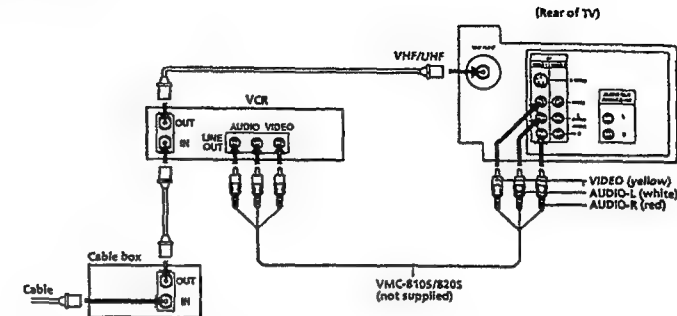 (Rear of TV)
VHF/UHF
VCR
OUT
IN
LINE OUT
AUDIO VIDEO
VIDEO (yellow)
AUDIO-L (white)
AUDIO-R (red)
VMC-810S/820S
(not supplied)
Cable box
OUT
IN
Cable